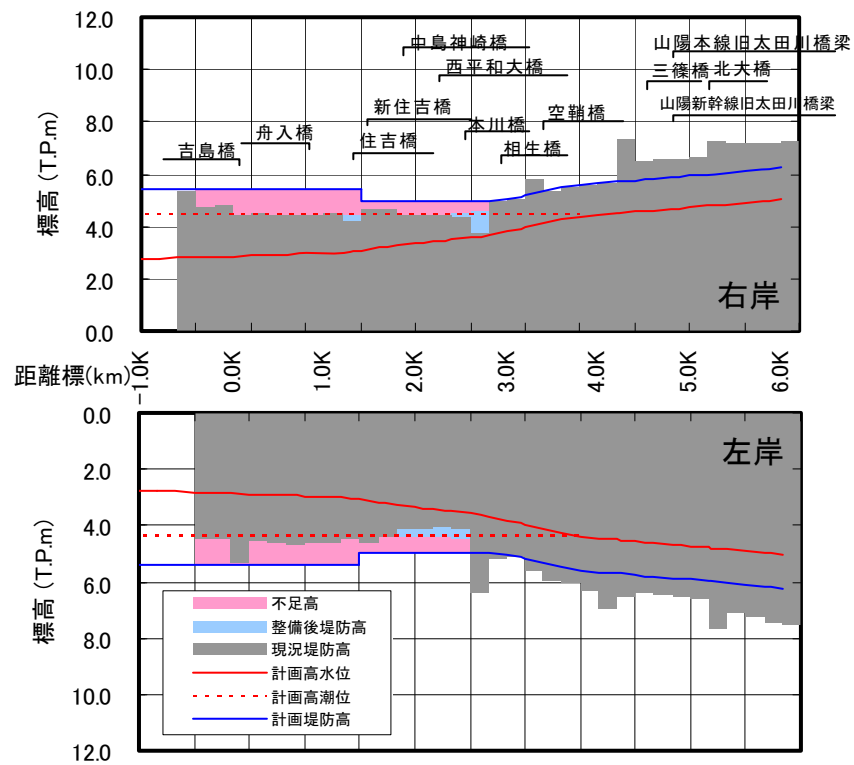 12.0
10.0
8.0
6.0
4.0
2.0
0.0
標高 (T.P.m)
中島神崎橋
山陽本線旧太田川橋梁
西平和大橋
三篠橋
北大橋
新住吉橋
空鞘橋
山陽新幹線旧太田川橋梁
舟入橋
本川橋
吉島橋
住吉橋
相生橋
右岸
距離標(km)
-1.0K
0.0K
1.0K
2.0K
3.0K
4.0K
5.0K
6.0K
0.0
2.0
4.0
6.0
8.0
10.0
12.0
標高 (T.P.m)
左岸
不足高
整備後堤防高
現況堤防高
計画高水位
計画高潮位
計画堤防高